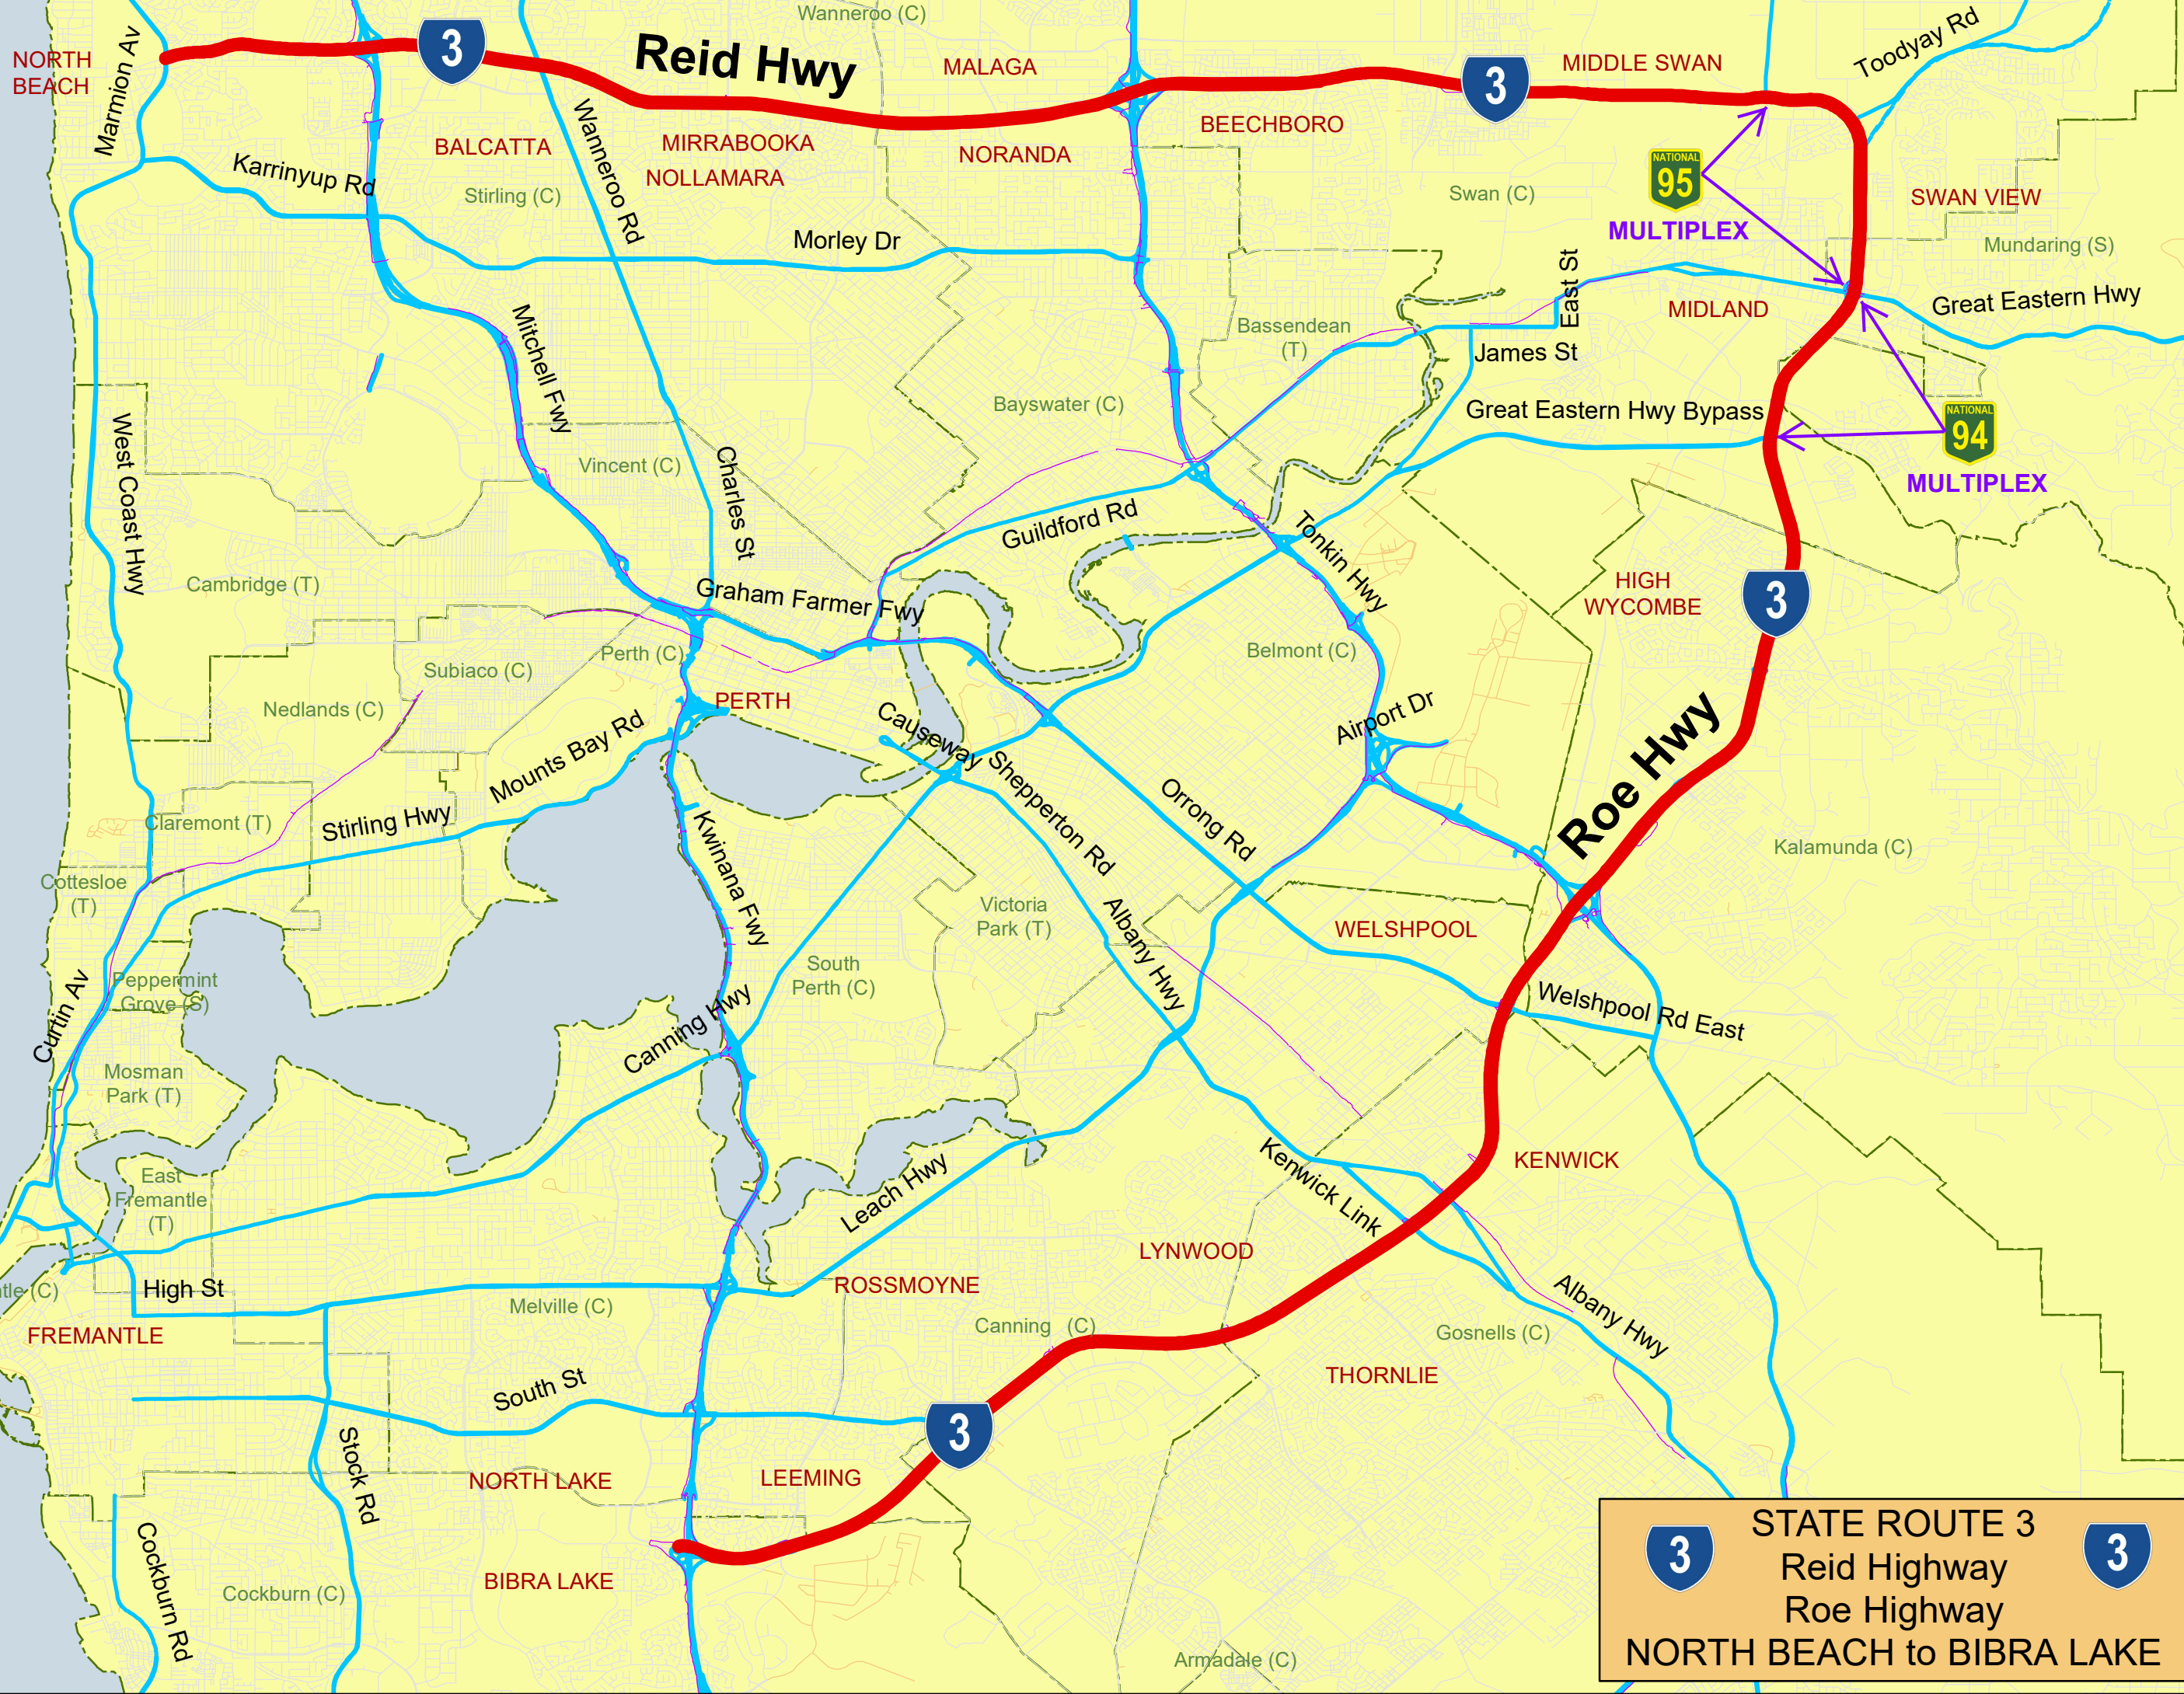 Wanneroo (C)
Marmion Av
NORTH
BEACH
3
Reid Hwy
MALAGA
3
MIDDLE SWAN
Toodyay Rd
BALCATTA
Wanneroo Rd
MIRRABOOKA
NORANDA
BEECHBORO
Karrinyup Rd
Stirling (C)
NOLLAMARA
NATIONAL
95
MULTIPLEX
Swan (C)
SWAN VIEW
Morley Dr
Mundaring (S)
East St
Great Eastern Hwy
MIDLAND
Mitchell Fwy
Bassendean
(T)
James St
Bayswater (C)
Great Eastern Hwy Bypass
NATIONAL
94
MULTIPLEX
West Coast Hwy
Vincent (C)
Charles St
Guildford Rd
Tonkin Hwy
Cambridge (T)
Graham Farmer Fwy
HIGH
WYCOMBE
3
Subiaco (C)
Perth (C)
Belmont (C)
Nedlands (C)
PERTH
Causeway
Airport Dr
Roe Hwy
Mounts Bay Rd
Stirling Hwy
Claremont (T)
Kwinana Fwy
Shepperton Rd
Orrong Rd
Kalamunda (C)
Cottesloe
(T)
Victoria
Park (T)
Albany Hwy
WELSHPOOL
Peppermint
Grove (S)
South
Perth (C)
Curtin Av
Canning Hwy
Welshpool Rd East
Mosman
Park (T)
East
Fremantle
(T)
Leach Hwy
Kenwick Link
KENWICK
LYNWOOD
tle (C)
High St
ROSSMOYNE
Melville (C)
Canning (C)
Albany Hwy
Gosnells (C)
FREMANTLE
THORNLIE
South St
3
Stock Rd
NORTH LAKE
LEEMING
Cockburn Rd
BIBRA LAKE
Cockburn (C)
Armadale (C)
3
STATE ROUTE 3
3
Reid Highway
Roe Highway
NORTH BEACH to BIBRA LAKE